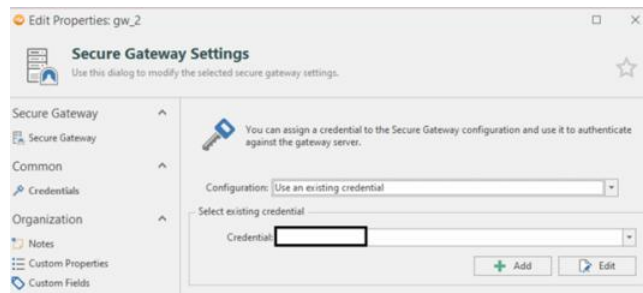 Edit Properties: gw_2
Secure Gateway Settings
Use this dialog to modify the selected secure gateway settings.
Secure Gateway
Secure Gateway
Common
Credentials
Organization
Notes
Custom Properties
Custom Fields
You can assign a credential to the Secure Gateway configuration and use it to authenticate
against the gateway server.
Configuration: Use an existing credential
Select existing credential
Credential:
Add
Edit